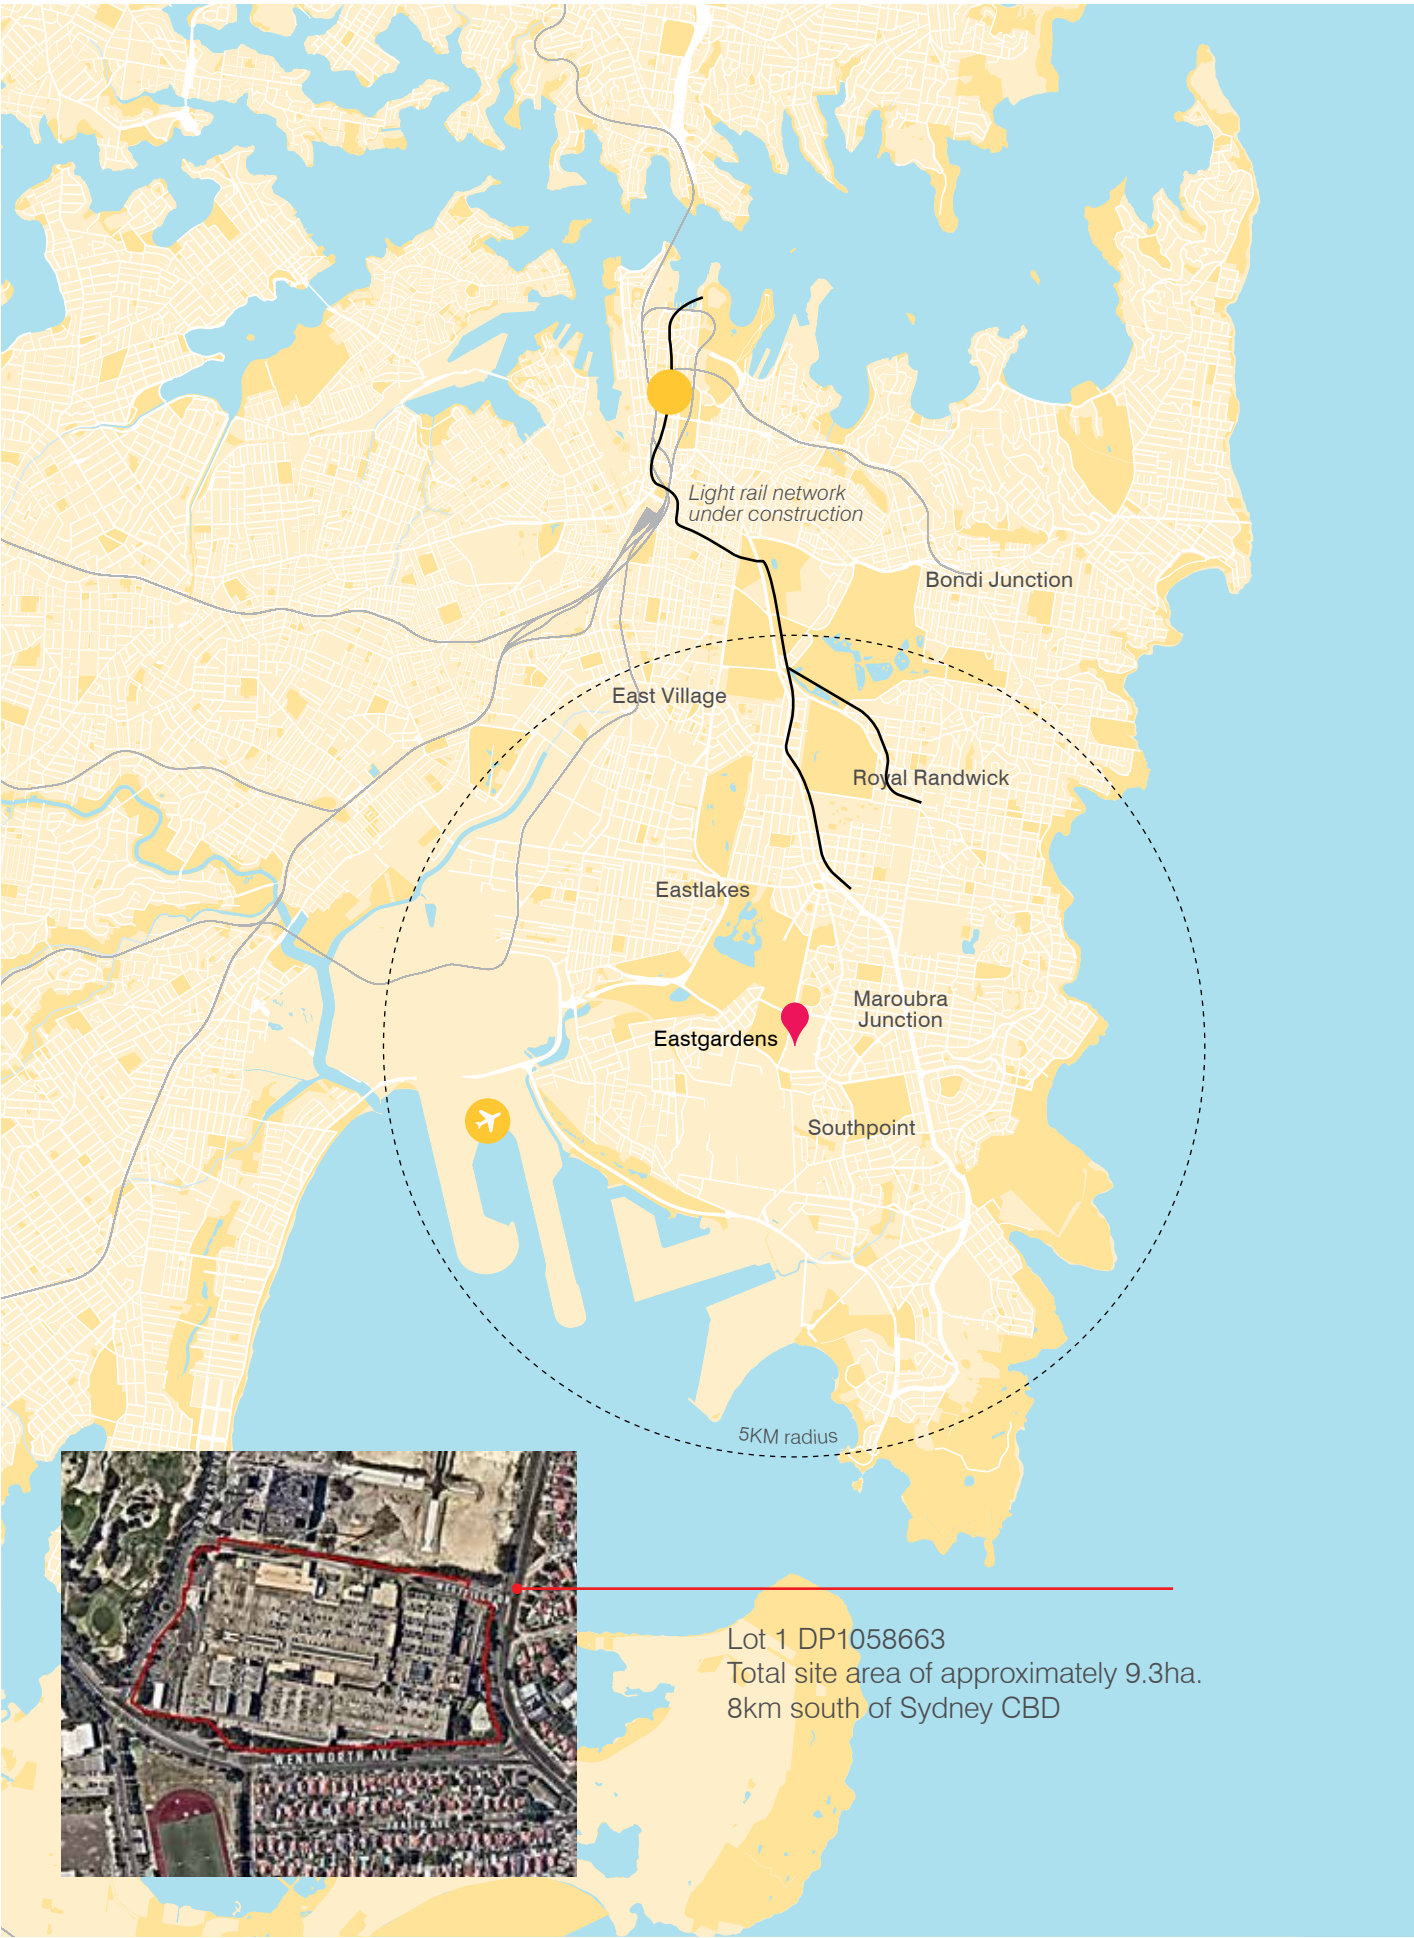 Light rail network
under construction
Bondi Junction
East Village
Royal Randwick
Eastlakes
Maroubra
Junction
Eastgardens
Southpoint
5KM radius
WENTWORTH AVE
Lot 1 DP1058663
Total site area of approximately 9.3ha.
8km south of Sydney CBD